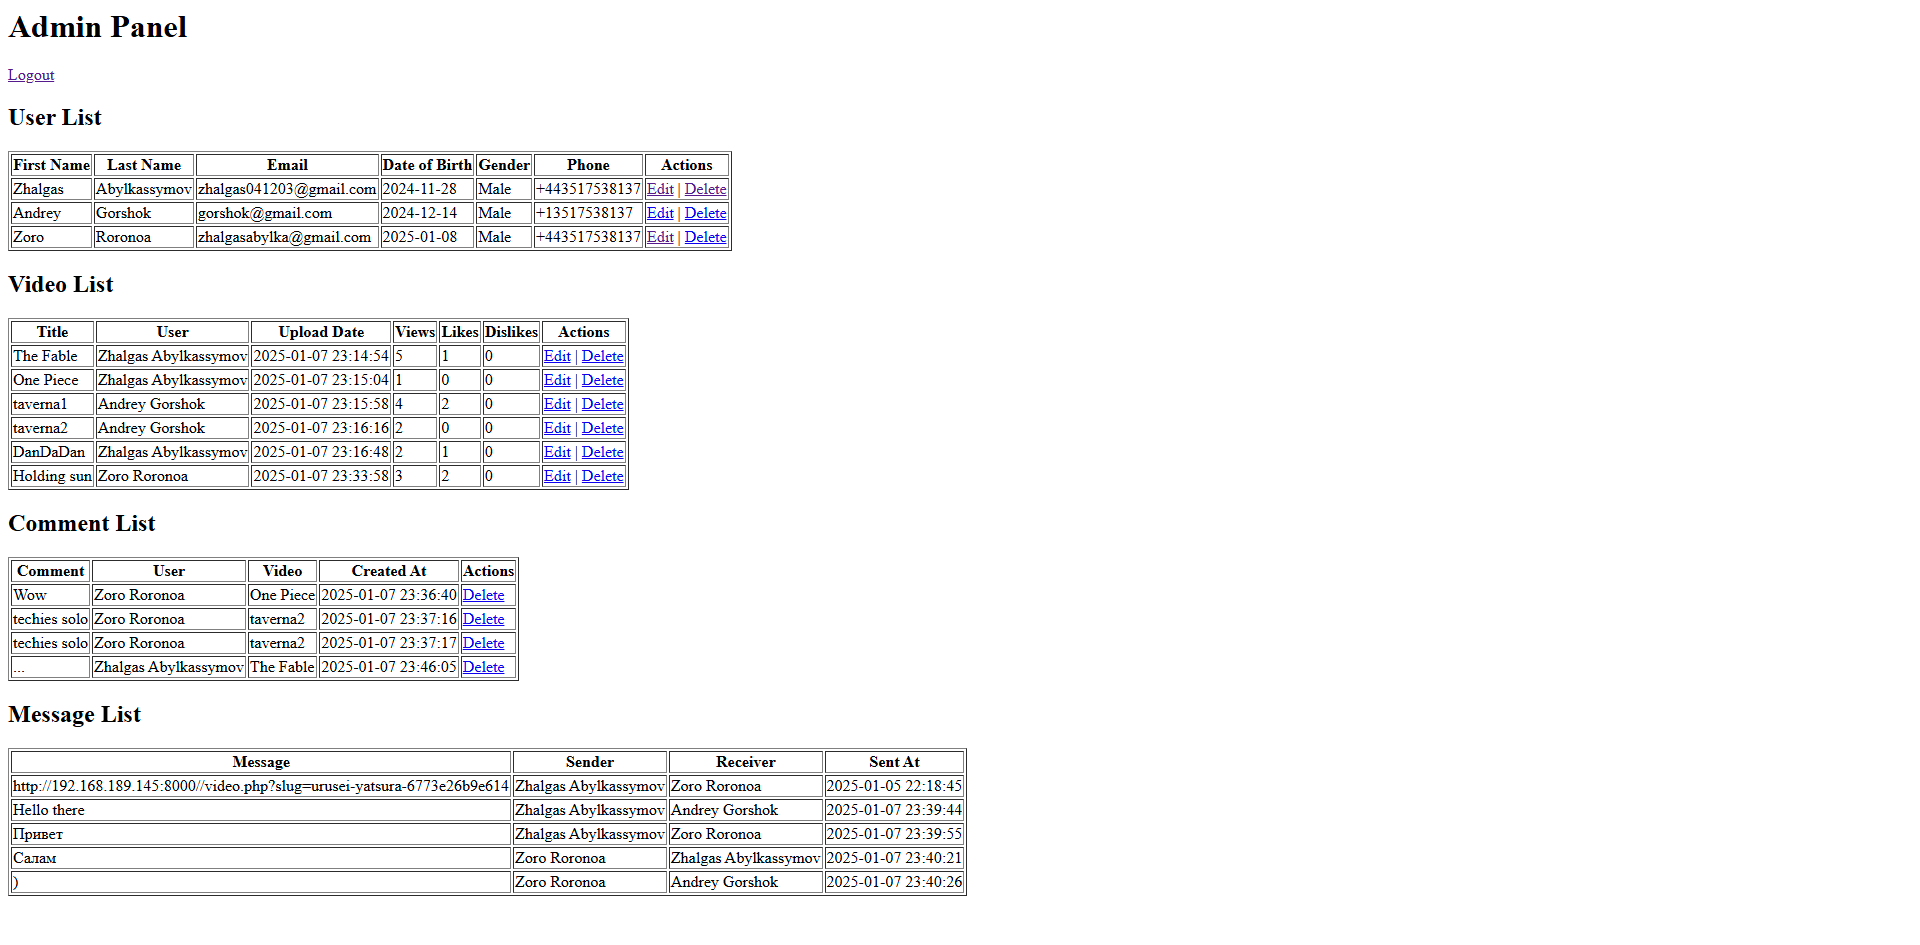 Admin Panel
Logout
User List
First Name Last Name Email Date of Birth Gender Phone Actions
Zhalgas Abylkassymov zhalgas041203@gmail.com 2024-11-28 Male +443517538137 Edit | Delete
Andrey Gorshok gorshok@gmail.com 2024-12-14 Male +13517538137 Edit | Delete
Zoro Roronoa zhalgasabylka@gmail.com 2025-01-08 Male +443517538137 Edit | Delete
Video List
Title User Upload Date Views Likes Dislikes Actions
The Fable Zhalgas Abylkassymov 2025-01-07 23:14:54 5 1 0 Edit | Delete
One Piece Zhalgas Abylkassymov 2025-01-07 23:15:04 1 0 0 Edit | Delete
taverna1 Andrey Gorshok 2025-01-07 23:15:58 4 2 0 Edit | Delete
taverna2 Andrey Gorshok 2025-01-07 23:16:16 2 0 0 Edit | Delete
DanDaDan Zhalgas Abylkassymov 2025-01-07 23:16:48 2 1 0 Edit | Delete
Holding sun Zoro Roronoa 2025-01-07 23:33:58 3 2 0 Edit | Delete
Comment List
Comment User Video Created At Actions
Wow Zoro Roronoa One Piece 2025-01-07 23:36:40 Delete
techies solo Zoro Roronoa taverna2 2025-01-07 23:37:16 Delete
techies solo Zoro Roronoa taverna2 2025-01-07 23:37:17 Delete
... Zhalgas Abylkassymov The Fable 2025-01-07 23:46:05 Delete
Message List
Message Sender Receiver Sent At
http://192.168.189.145:8000//video.php?slug=urusei-yatsura-6773e26b9e614 Zhalgas Abylkassymov Zoro Roronoa 2025-01-05 22:18:45
Hello there Zhalgas Abylkassymov Andrey Gorshok 2025-01-07 23:39:44
Привет Zhalgas Abylkassymov Zoro Roronoa 2025-01-07 23:39:55
Салам Zoro Roronoa Zhalgas Abylkassymov 2025-01-07 23:40:21
) Zoro Roronoa Andrey Gorshok 2025-01-07 23:40:26